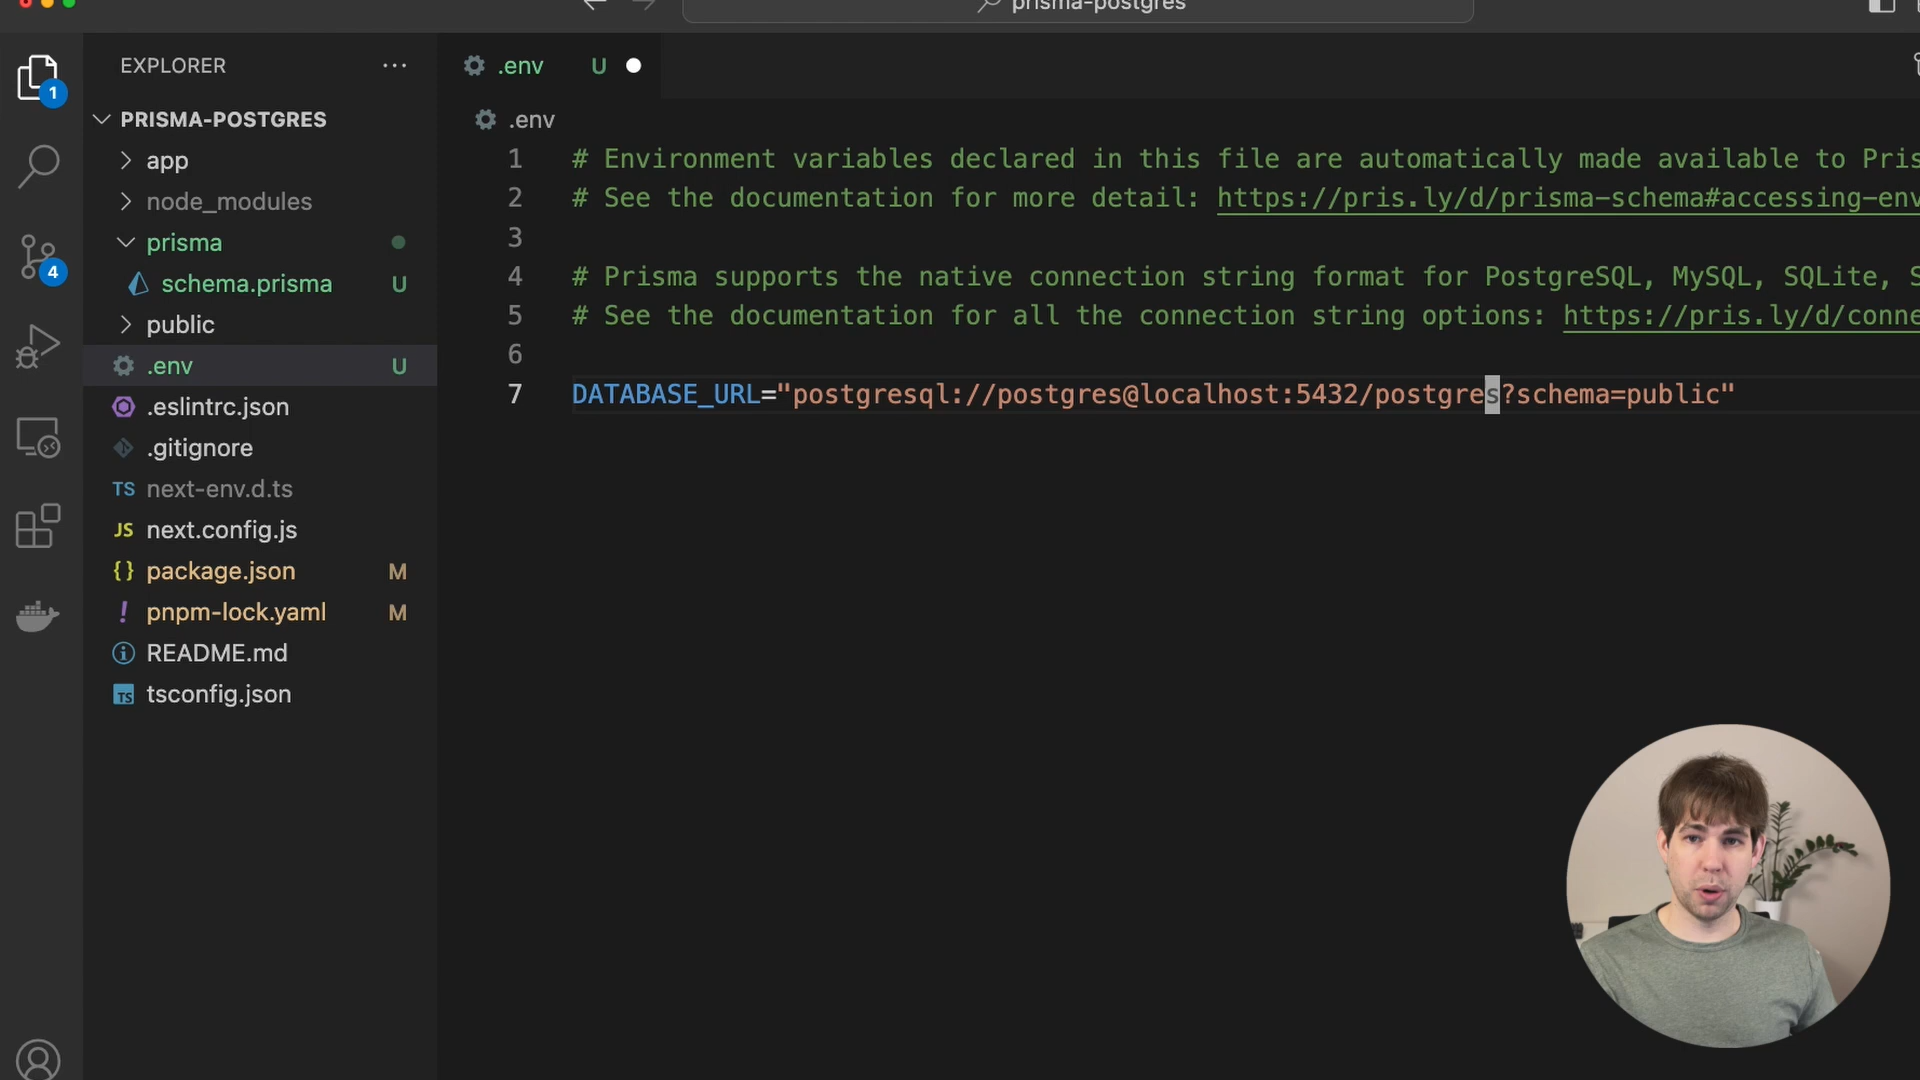 prisma-postgres
EXPLORER
.env U
1
PRISMA-POSTGRES
.env
app
1 # Environment variables declared in this file are automatically made available to Pris
node_modules
2 # See the documentation for more detail: https://pris.ly/d/prisma-schema#accessing-env
prisma
3
4
schema.prisma U
4 # Prisma supports the native connection string format for PostgreSQL, MySQL, SQLite, S
public
5 # See the documentation for all the connection string options: https://pris.ly/d/conne
.env U
6
.eslintrc.json
7 DATABASE_URL="postgresql://postgres@localhost:5432/postgres?schema=public"
.gitignore
TS next-env.d.ts
JS next.config.js
{} package.json M
! pnpm-lock.yaml M
README.md
TS tsconfig.json